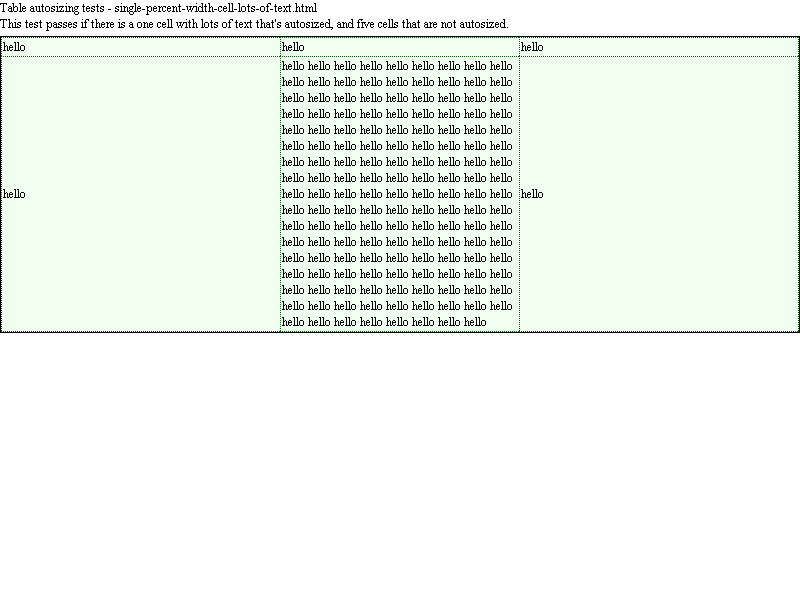 Table autosizing tests - single-percent-width-cell-lots-of-text.html
This test passes if there is a one cell with lots of text that's autosized, and five cells that are not autosized.
hello hello hello
hello hello hello hello hello hello hello hello hello
hello hello hello hello hello hello hello hello hello
hello hello hello hello hello hello hello hello hello
hello hello hello hello hello hello hello hello hello
hello hello hello hello hello hello hello hello hello
hello hello hello hello hello hello hello hello hello
hello hello hello hello hello hello hello hello hello
hello hello hello hello hello hello hello hello hello
hello hello hello hello hello hello hello hello hello hello hello
hello hello hello hello hello hello hello hello hello
hello hello hello hello hello hello hello hello hello
hello hello hello hello hello hello hello hello hello
hello hello hello hello hello hello hello hello hello
hello hello hello hello hello hello hello hello hello
hello hello hello hello hello hello hello hello hello
hello hello hello hello hello hello hello hello hello
hello hello hello hello hello hello hello hello